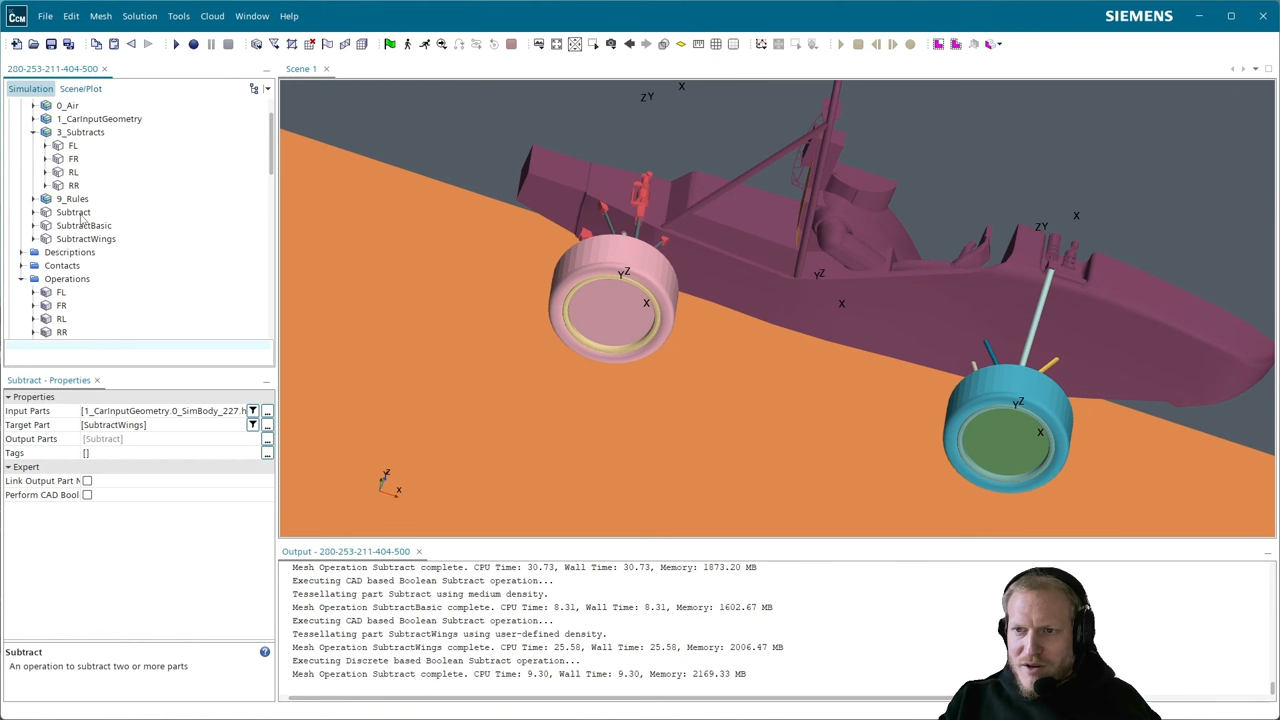 CCM File Edit Mesh Solution Tools Cloud Window Help SIEMENS
280-253-211-404-500
Simulation Scene/Plot
0_Air
1_CarInputGeometry
3_Subtracts
FL
FR
RL
RR
9_Rules
Subtract
SubtractBasic
SubtractWings
Descriptions
Contacts
Operations
FL
FR
RL
RR
Subtract - Properties
Properties
Input Parts [1_CarInputGeometry.0_SimBody_227.h
Target Part [SubtractWings]
Output Parts [Subtract]
Tags []
Expert
Link Output Part N
Perform CAD Bool
Subtract
An operation to subtract two or more parts
Scene 1
X
ZY
X
ZY
YZ
X
YZ
X
YZ
X
Z
Y
X
Output - 280-253-211-404-500
Mesh Operation Subtract complete. CPU Time: 30.73, Wall Time: 30.73, Memory: 1873.20 MB
Executing CAD based Boolean Subtract operation...
Tessellating part Subtract using medium density.
Mesh Operation SubtractBasic complete. CPU Time: 8.31, Wall Time: 8.31, Memory: 1602.67 MB
Executing CAD based Boolean Subtract operation...
Tessellating part SubtractWings using user-defined density.
Mesh Operation SubtractWings complete. CPU Time: 25.58, Wall Time: 25.58, Memory: 2006.47 MB
Executing Discrete based Boolean Subtract operation...
Mesh Operation Subtract complete. CPU Time: 9.30, Wall Time: 9.30, Memory: 2169.33 MB